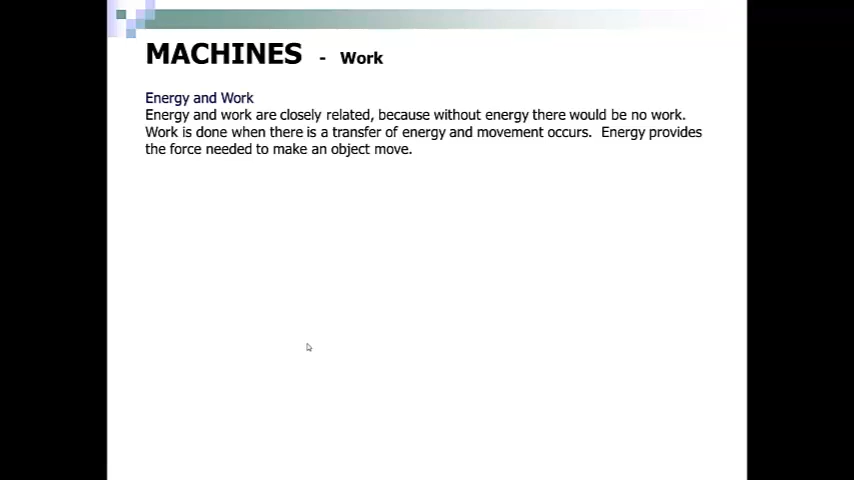 MACHINES - Work
Energy and Work
Energy and work are closely related, because without energy there would be no work.
Work is done when there is a transfer of energy and movement occurs. Energy provides
the force needed to make an object move.